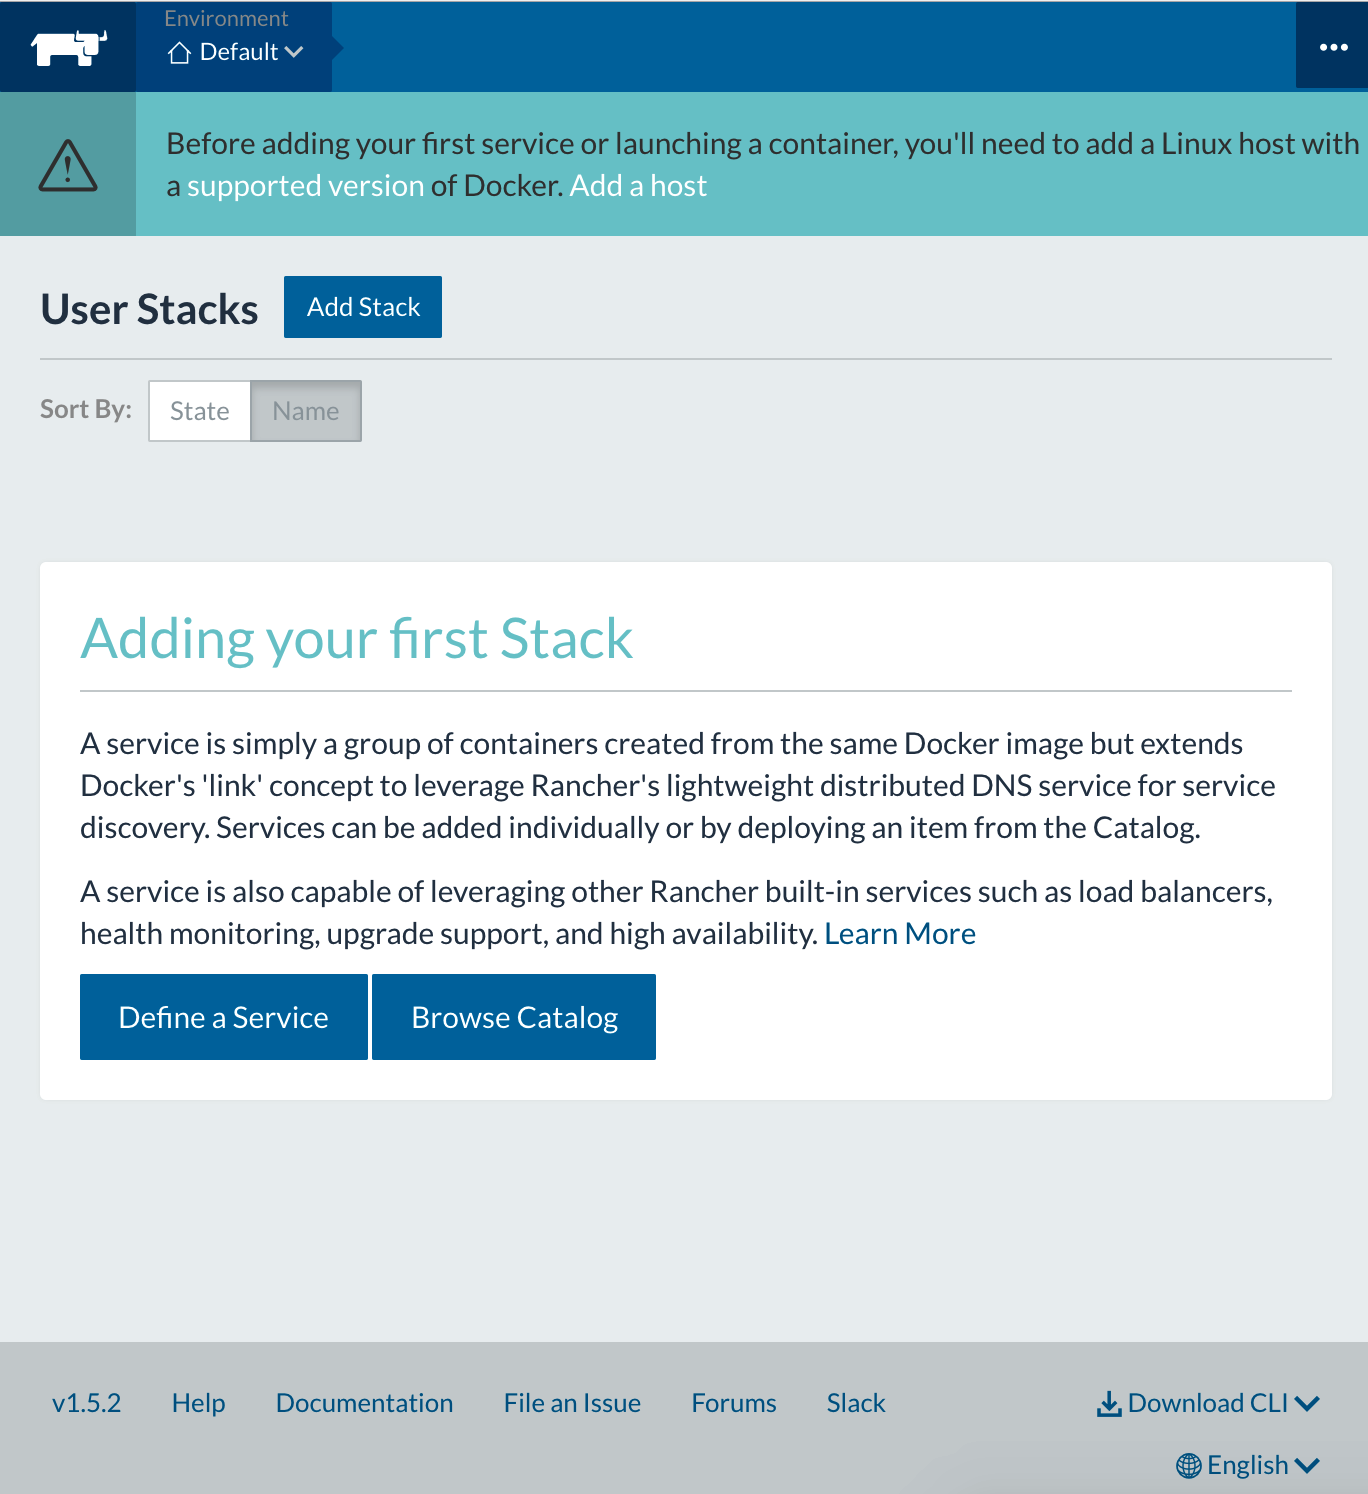 Environment
Default
Before adding your first service or launching a container, you'll need to add a Linux host with
a supported version of Docker. Add a host
User Stacks Add Stack
Sort By: State Name
Adding your first Stack
A service is simply a group of containers created from the same Docker image but extends
Docker's 'link' concept to leverage Rancher's lightweight distributed DNS service for service
discovery. Services can be added individually or by deploying an item from the Catalog.
A service is also capable of leveraging other Rancher built-in services such as load balancers,
health monitoring, upgrade support, and high availability. Learn More
Define a Service Browse Catalog
v1.5.2 Help Documentation File an Issue Forums Slack Download CLI
English